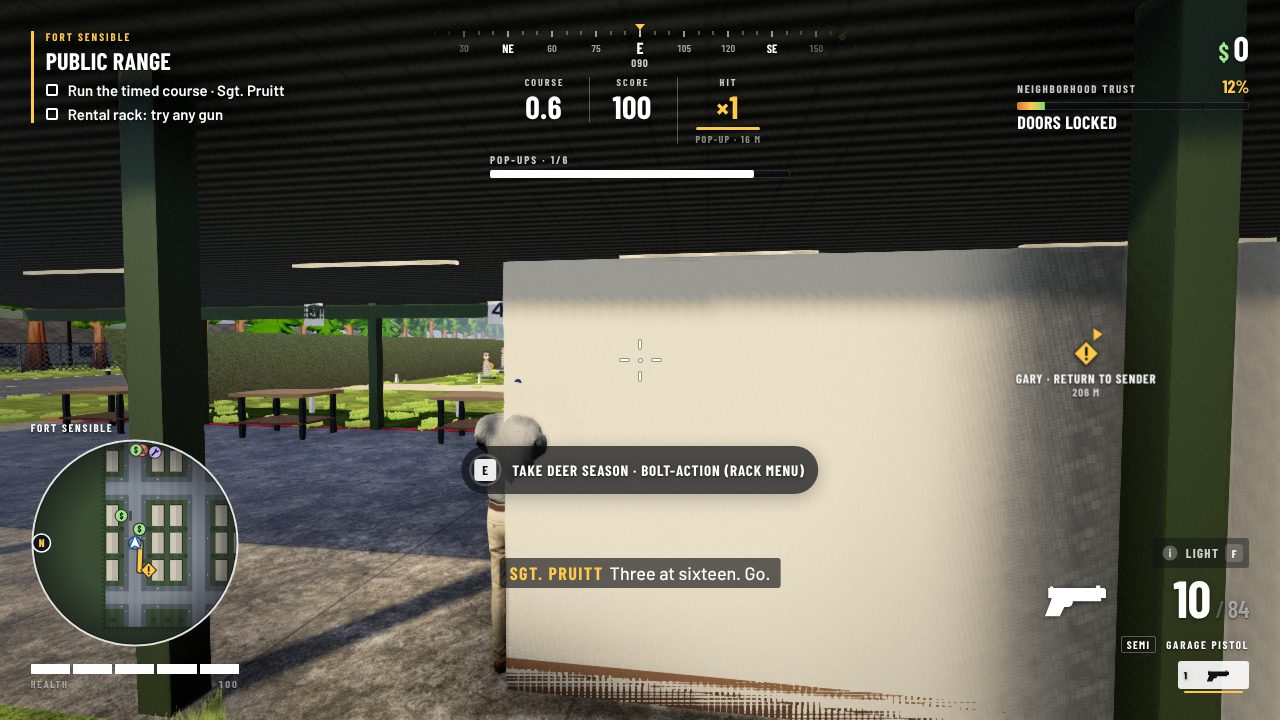 FORT SENSIBLE
PUBLIC RANGE
Run the timed course · Sgt. Pruitt
Rental rack: try any gun
30 NE 60 75 E 105 120 SE 150
090
COURSE SCORE HIT
0.6 100 ×1
POP-UP · 16 M
POP-UPS · 1/6
$ 0
NEIGHBORHOOD TRUST 12%
DOORS LOCKED
4
GARY · RETURN TO SENDER
206 M
E TAKE DEER SEASON · BOLT-ACTION (RACK MENU)
SGT. PRUITT Three at sixteen. Go.
FORT SENSIBLE
N
HEALTH 100
LIGHT F
10 / 84
SEMI GARAGE PISTOL
1